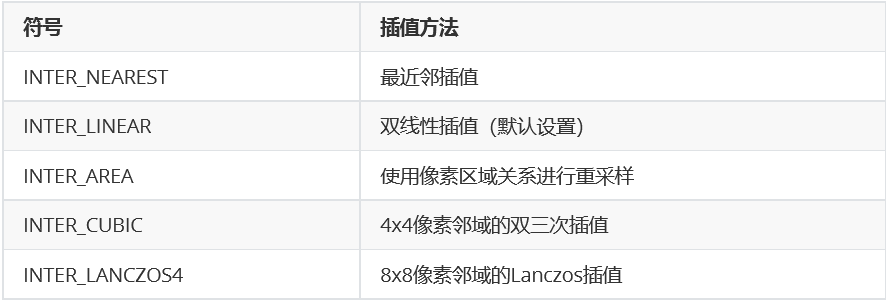 符号 插值方法
INTER_NEAREST 最近邻插值
INTER_LINEAR 双线性插值（默认设置）
INTER_AREA 使用像素区域关系进行重采样
INTER_CUBIC 4x4像素邻域的双三次插值
INTER_LANCZOS4 8x8像素邻域的Lanczos插值